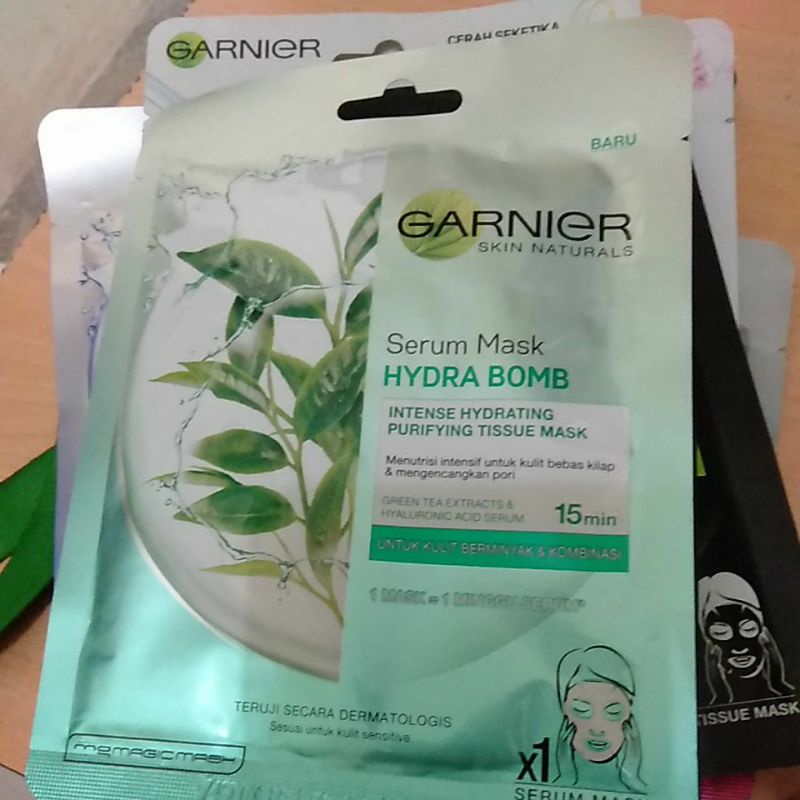 GARNIER
CERAH SEKETIKA
BARU
GARNIER
SKIN NATURALS
Serum Mask
HYDRA BOMB
INTENSE HYDRATING
PURIFYING TISSUE MASK
Menutrisi intensif untuk kulit bebas kilap
& mengencangkan pori
GREEN TEA EXTRACTS &
HYALURONIC ACID SERUM
15min
UNTUK KULIT BERMINYAK & KOMBINASI
1 MASK = 1 MINGGU SERUM*
TERULI SECARA DERMATOLOGIS
Sesuai untuk kulit sensitive
x1
SERUM MASK
TISSUE MASK